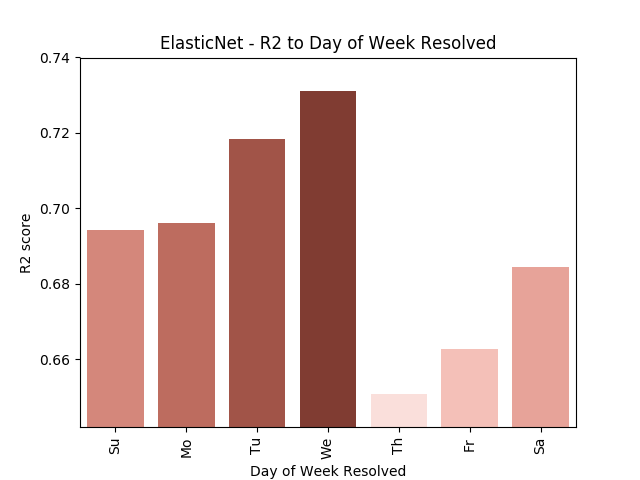 ElasticNet - R2 to Day of Week Resolved
0.74
0.72
0.70
0.68
0.66
R2 score
Su
Mo
Tu
We
Th
Fr
Sa
Day of Week Resolved